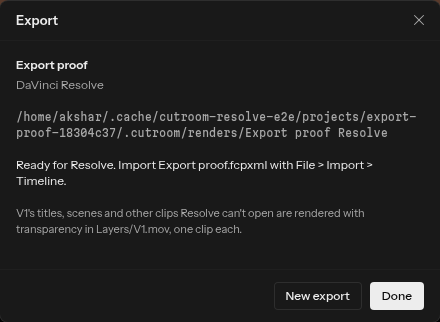 Export
Export proof
DaVinci Resolve
/home/akshar/.cache/cutroom-resolve-e2e/projects/export-
proof-18304c37/.cutroom/renders/Export proof Resolve
Ready for Resolve. Import Export proof.fcpxml with File > Import >
Timeline.
V1's titles, scenes and other clips Resolve can't open are rendered with
transparency in Layers/V1.mov, one clip each.
New export
Done